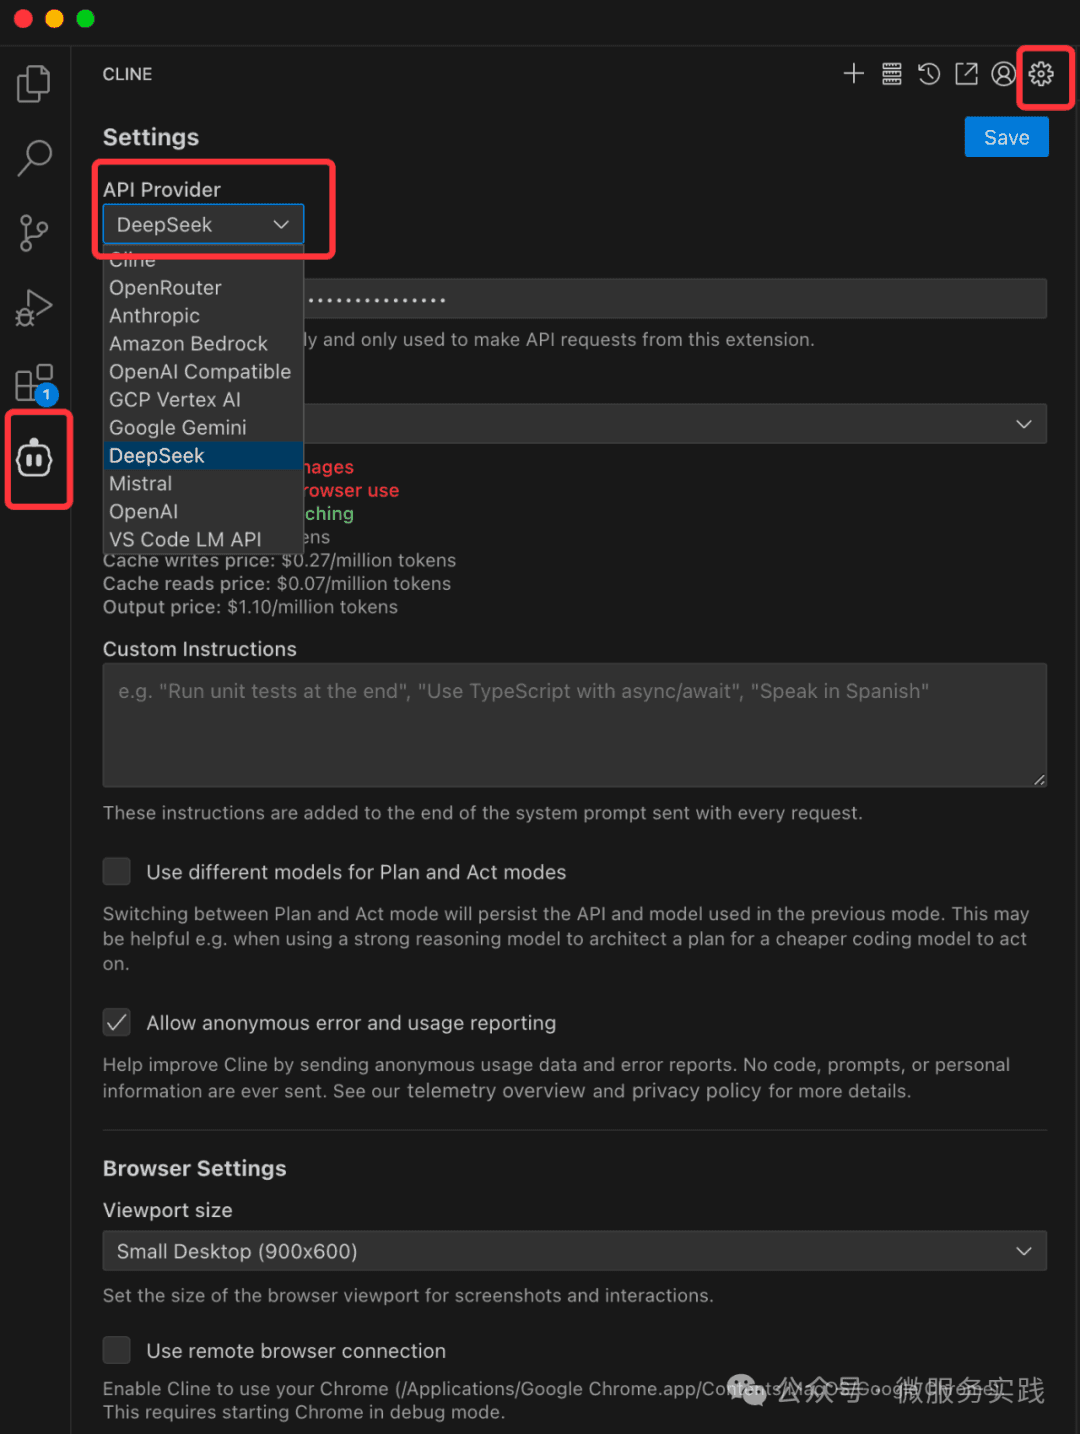 CLINE
Settings
Save
API Provider
DeepSeek
Cline
OpenRouter
Anthropic
Amazon Bedrock
ly and only used to make API requests from this extension.
OpenAI Compatible
GCP Vertex AI
Google Gemini
DeepSeek
mages
Mistral
rowser use
OpenAI
ching
VS Code LM API
ens
1
Cache writes price: $0.27/million tokens
Cache reads price: $0.07/million tokens
Output price: $1.10/million tokens
Custom Instructions
e.g. "Run unit tests at the end", "Use TypeScript with async/await", "Speak in Spanish"
These instructions are added to the end of the system prompt sent with every request.
Use different models for Plan and Act modes
Switching between Plan and Act mode will persist the API and model used in the previous mode. This may
be helpful e.g. when using a strong reasoning model to architect a plan for a cheaper coding model to act
on.
Allow anonymous error and usage reporting
Help improve Cline by sending anonymous usage data and error reports. No code, prompts, or personal
information are ever sent. See our telemetry overview and privacy policy for more details.
Browser Settings
Viewport size
Small Desktop (900x600)
Set the size of the browser viewport for screenshots and interactions.
Use remote browser connection
Enable Cline to use your Chrome (/Applications/Google Chrome.app/Contents/MacOS/Google Chrome).
This requires starting Chrome in debug mode.
公众号 · 微服务实践